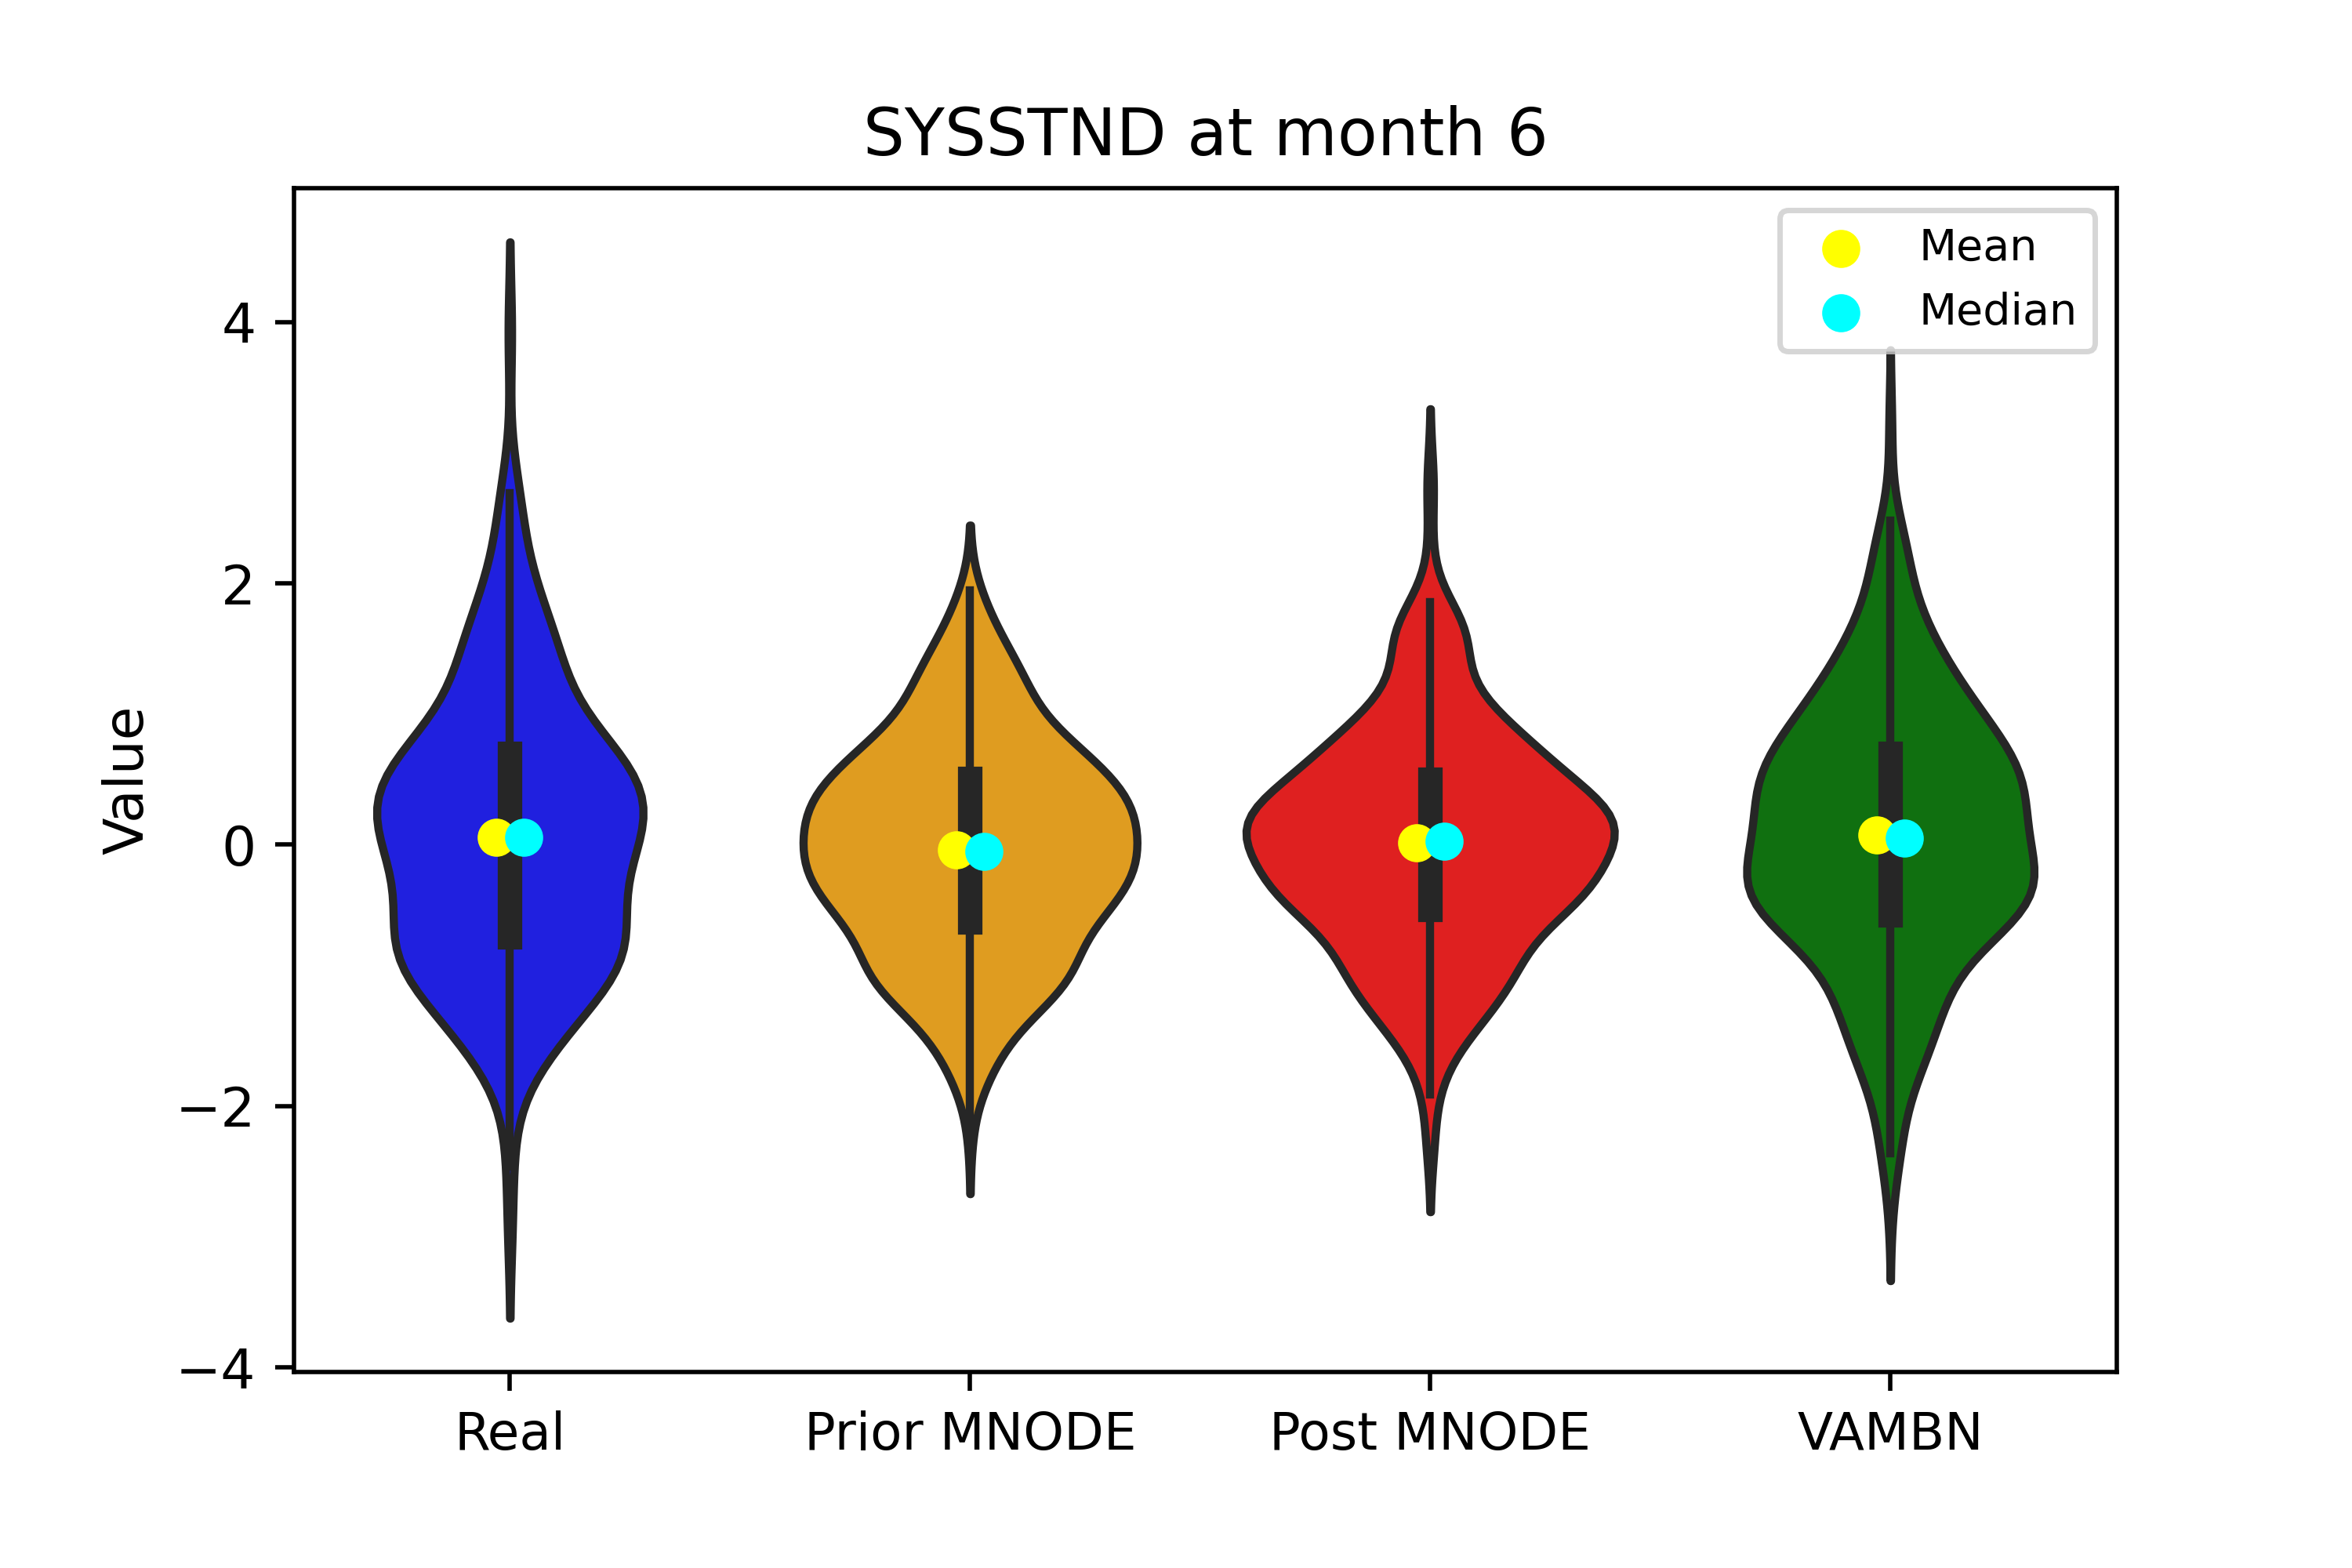 SYSSTND at month 6
Mean
Median
Value
4
2
0
−2
−4
Real
Prior MNODE
Post MNODE
VAMBN